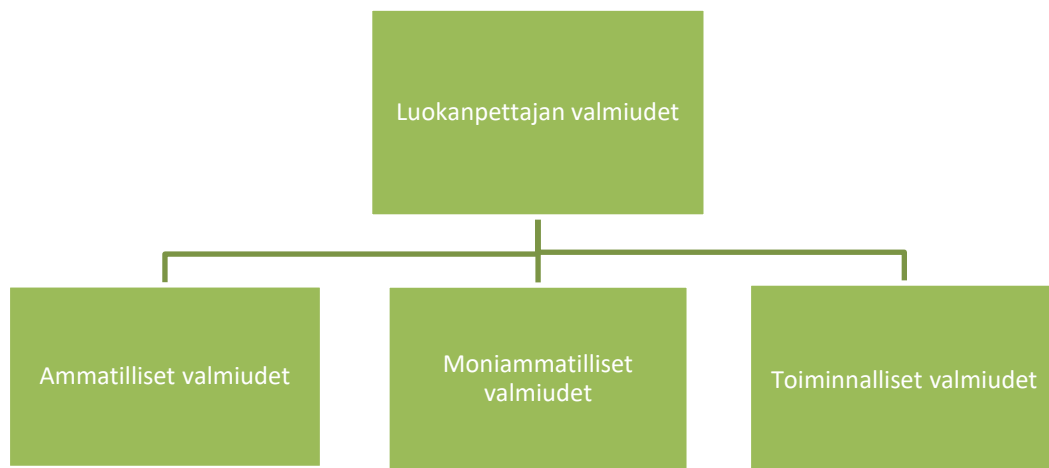 Luokanpettajan valmiudet
Ammatilliset valmiudet
Moniammatilliset
valmiudet
Toiminnalliset valmiudet